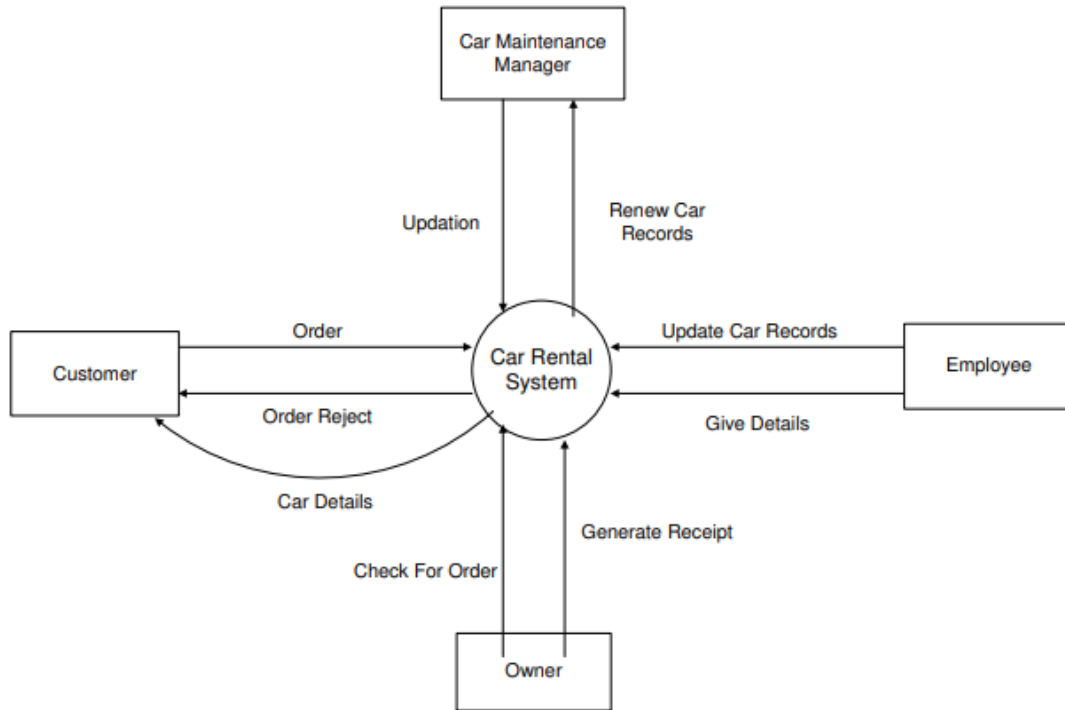 Car Maintenance
Manager
Updation
Renew Car
Records
Order
Update Car Records
Customer
Car Rental
System
Employee
Order Reject
Give Details
Car Details
Generate Receipt
Check For Order
Owner